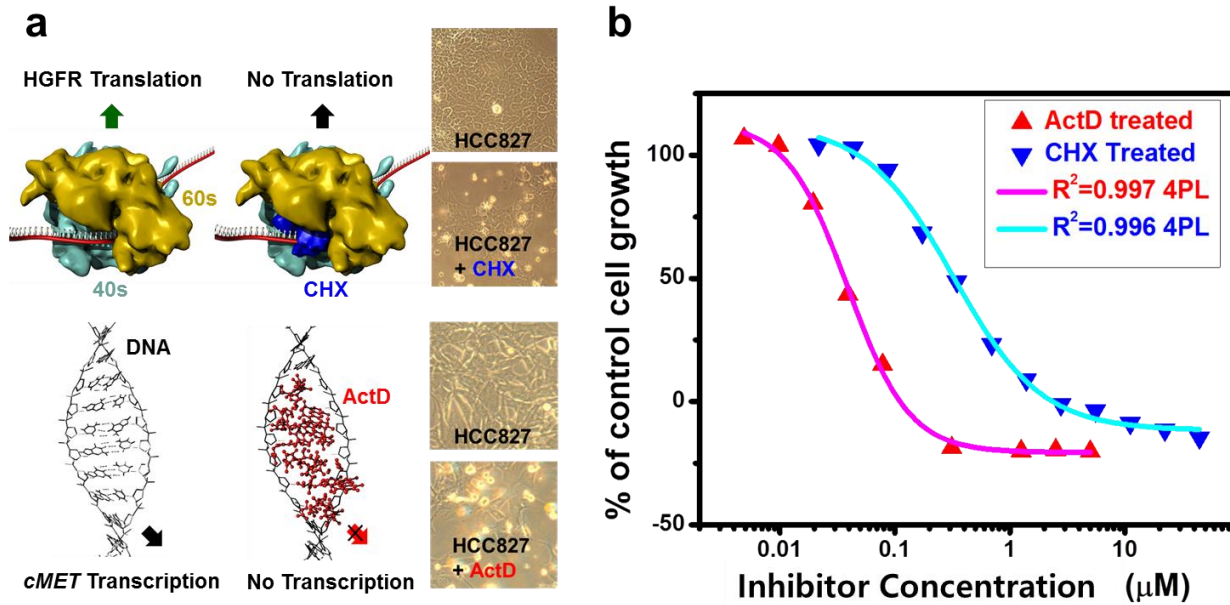 a
HGFR Translation
No Translation
60s
40s
CHX
HCC827
HCC827
+ CHX
DNA
ActD
cMET Transcription
No Transcription
HCC827
HCC827
+ ActD
b
% of control cell growth
100
50
0
-50
0.01
0.1
1
10
Inhibitor Concentration (μM)
ActD treated
CHX Treated
R²=0.997 4PL
R²=0.996 4PL